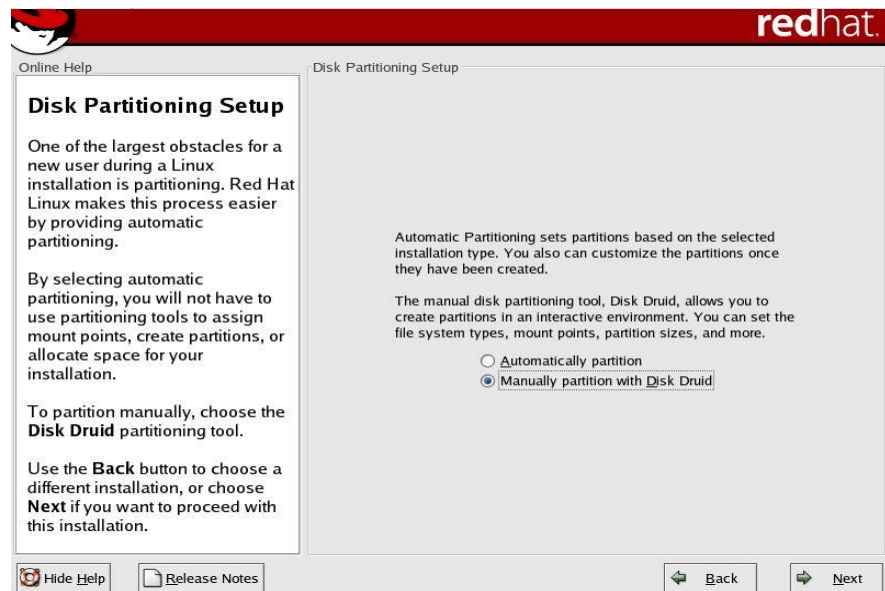 redhat.
Online Help
Disk Partitioning Setup
One of the largest obstacles for a
new user during a Linux
installation is partitioning. Red Hat
Linux makes this process easier
by providing automatic
partitioning.
By selecting automatic
partitioning, you will not have to
use partitioning tools to assign
mount points, create partitions, or
allocate space for your
installation.
To partition manually, choose the
Disk Druid partitioning tool.
Use the Back button to choose a
different installation, or choose
Next if you want to proceed with
this installation.
Disk Partitioning Setup
Automatic Partitioning sets partitions based on the selected
installation type. You also can customize the partitions once
they have been created.
The manual disk partitioning tool, Disk Druid, allows you to
create partitions in an interactive environment. You can set the
file system types, mount points, partition sizes, and more.
Automatically partition
Manually partition with Disk Druid
Hide Help
Release Notes
Back
Next